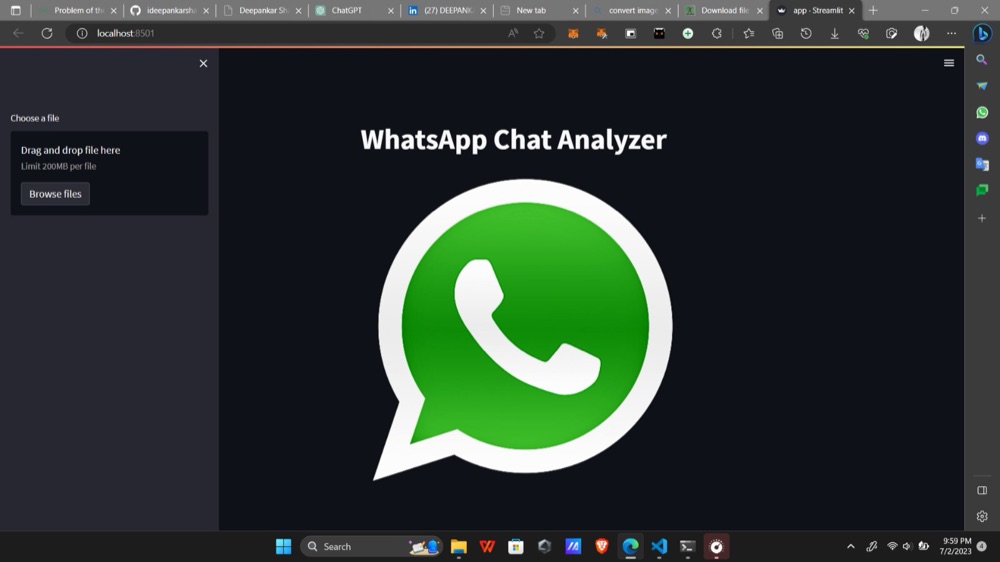 Problem of the
ideepankarsha
Deepankar Sh
ChatGPT
(27) DEEPANK
New tab
convert image
Download file
app · Streamlit
localhost:8501
Choose a file
Drag and drop file here
Limit 200MB per file
Browse files
WhatsApp Chat Analyzer
Search
9:59 PM
7/2/2023